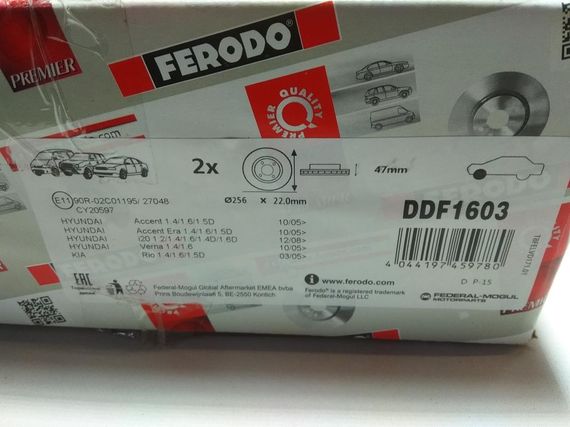 PREMIER
FERODO®
PREMIER QUALITY
2x
47mm
Ø256 x 22.0mm
E11 90R-02C01195/ 27048
CY20597
DDF1603
HYUNDAI Accent 1.4/1.6/1.5D 10/05>
HYUNDAI Accent Era 1.4/1.6/1.5D 10/05>
HYUNDAI i20 1.2/1.4/1.6/1.4D/1.6D 12/08>
HYUNDAI Verna 1.4/1.6 10/05>
KIA Rio 1.4/1.6/1.5D 03/05>
4 044197 459780
D P-15
EAC
Federal-Mogul Global Aftermarket EMEA bvba
Prins Boudewijnlaan 5, BE-2550 Kontich
i www.ferodo.com
Ferodo® is a registered trademark
of Federal-Mogul LLC
FEDERAL-MOGUL
MOTORPARTS